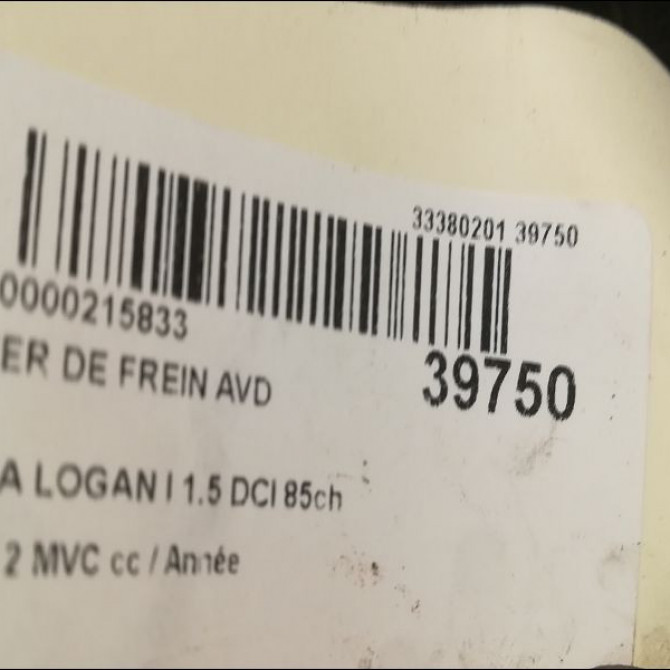 33380201 39750
0000215833
39750
ER DE FREIN AVD
A LOGAN I 1.5 DCI 85ch
2 MVC cc / Année